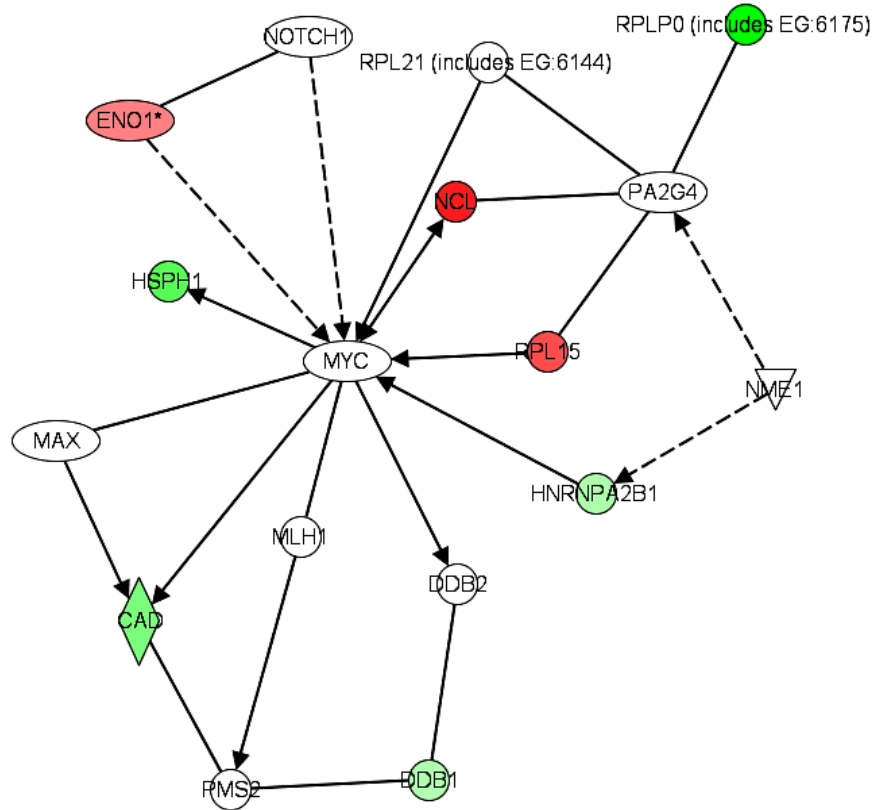 RPLP0 (includes EG:6175)
NOTCH1
RPL21 (includes EG:6144)
ENO1*
PA2G4
NCL
HSPH1
MYC
RPL15
NME1
MAX
HNRNPA2B1
MLH1
DDB2
CAD
PMS2
DDB1